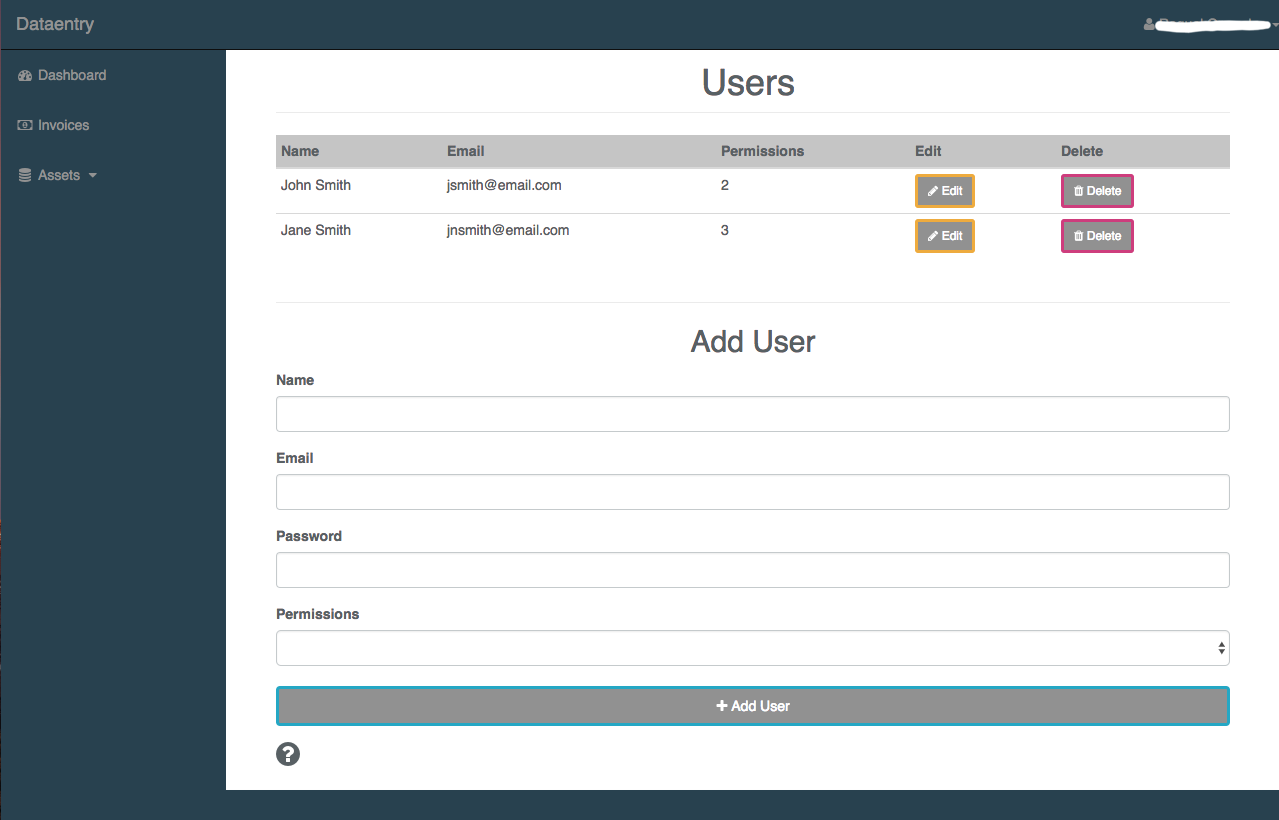 Dataentry
Dashboard
Invoices
Assets
Users
Name Email Permissions Edit Delete
John Smith jsmith@email.com 2 Edit Delete
Jane Smith jnsmith@email.com 3 Edit Delete
Add User
Name
Email
Password
Permissions
Add User
?